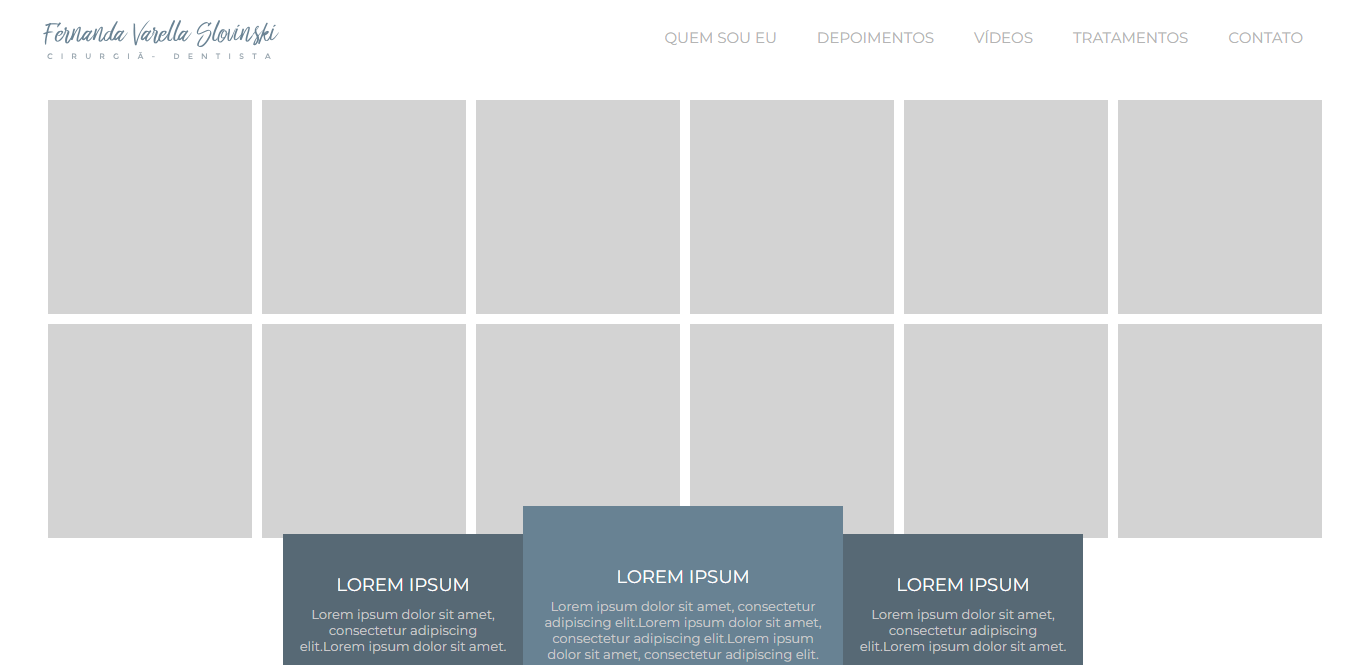 Fernanda Varella Slovinski
CIRURGIÃ- DENTISTA
QUEM SOU EU DEPOIMENTOS VÍDEOS TRATAMENTOS CONTATO
LOREM IPSUM
Lorem ipsum dolor sit amet,
consectetur adipiscing
elit.Lorem ipsum dolor sit amet.
LOREM IPSUM
Lorem ipsum dolor sit amet, consectetur
adipiscing elit.Lorem ipsum dolor sit amet,
consectetur adipiscing elit.Lorem ipsum
dolor sit amet, consectetur adipiscing elit.
LOREM IPSUM
Lorem ipsum dolor sit amet,
consectetur adipiscing
elit.Lorem ipsum dolor sit amet.